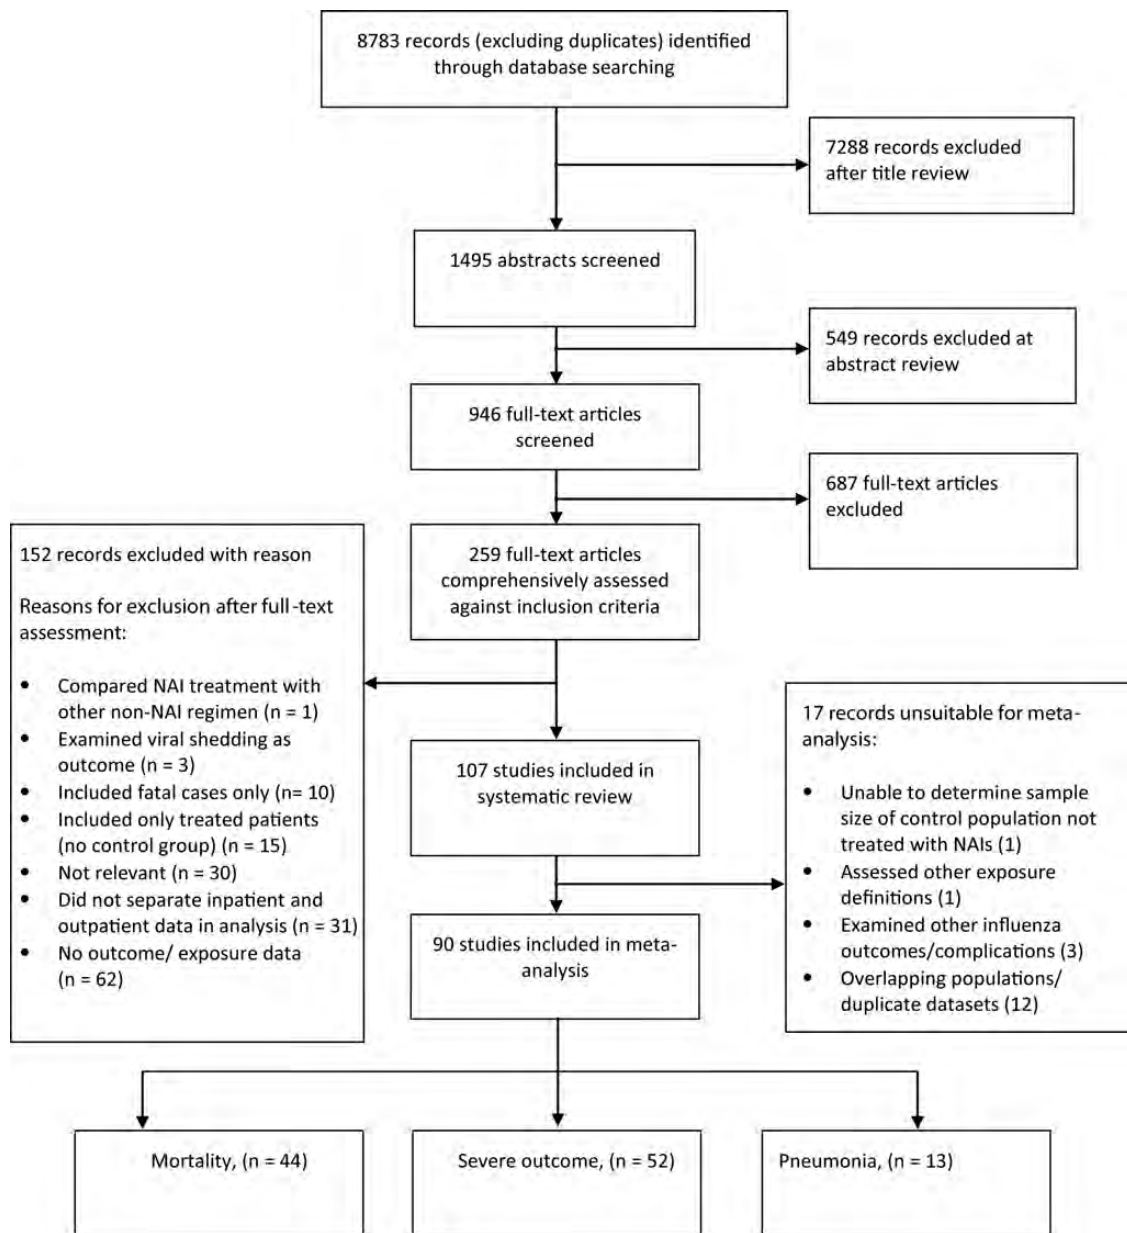 8783 records (excluding duplicates) identified
through database searching
7288 records excluded
after title review
1495 abstracts screened
549 records excluded at
abstract review
946 full-text articles
screened
687 full-text articles
excluded
259 full-text articles
comprehensively assessed
against inclusion criteria
152 records excluded with reason
Reasons for exclusion after full-text
assessment:
• Compared NAI treatment with
other non-NAI regimen (n = 1)
• Examined viral shedding as
outcome (n = 3)
• Included fatal cases only (n= 10)
• Included only treated patients
(no control group) (n = 15)
• Not relevant (n = 30)
• Did not separate inpatient and
outpatient data in analysis (n = 31)
• No outcome/ exposure data
(n = 62)
107 studies included in
systematic review
17 records unsuitable for meta-
analysis:
• Unable to determine sample
size of control population not
treated with NAIs (1)
• Assessed other exposure
definitions (1)
• Examined other influenza
outcomes/complications (3)
• Overlapping populations/
duplicate datasets (12)
90 studies included in meta-
analysis
Mortality, (n = 44)
Severe outcome, (n = 52)
Pneumonia, (n = 13)